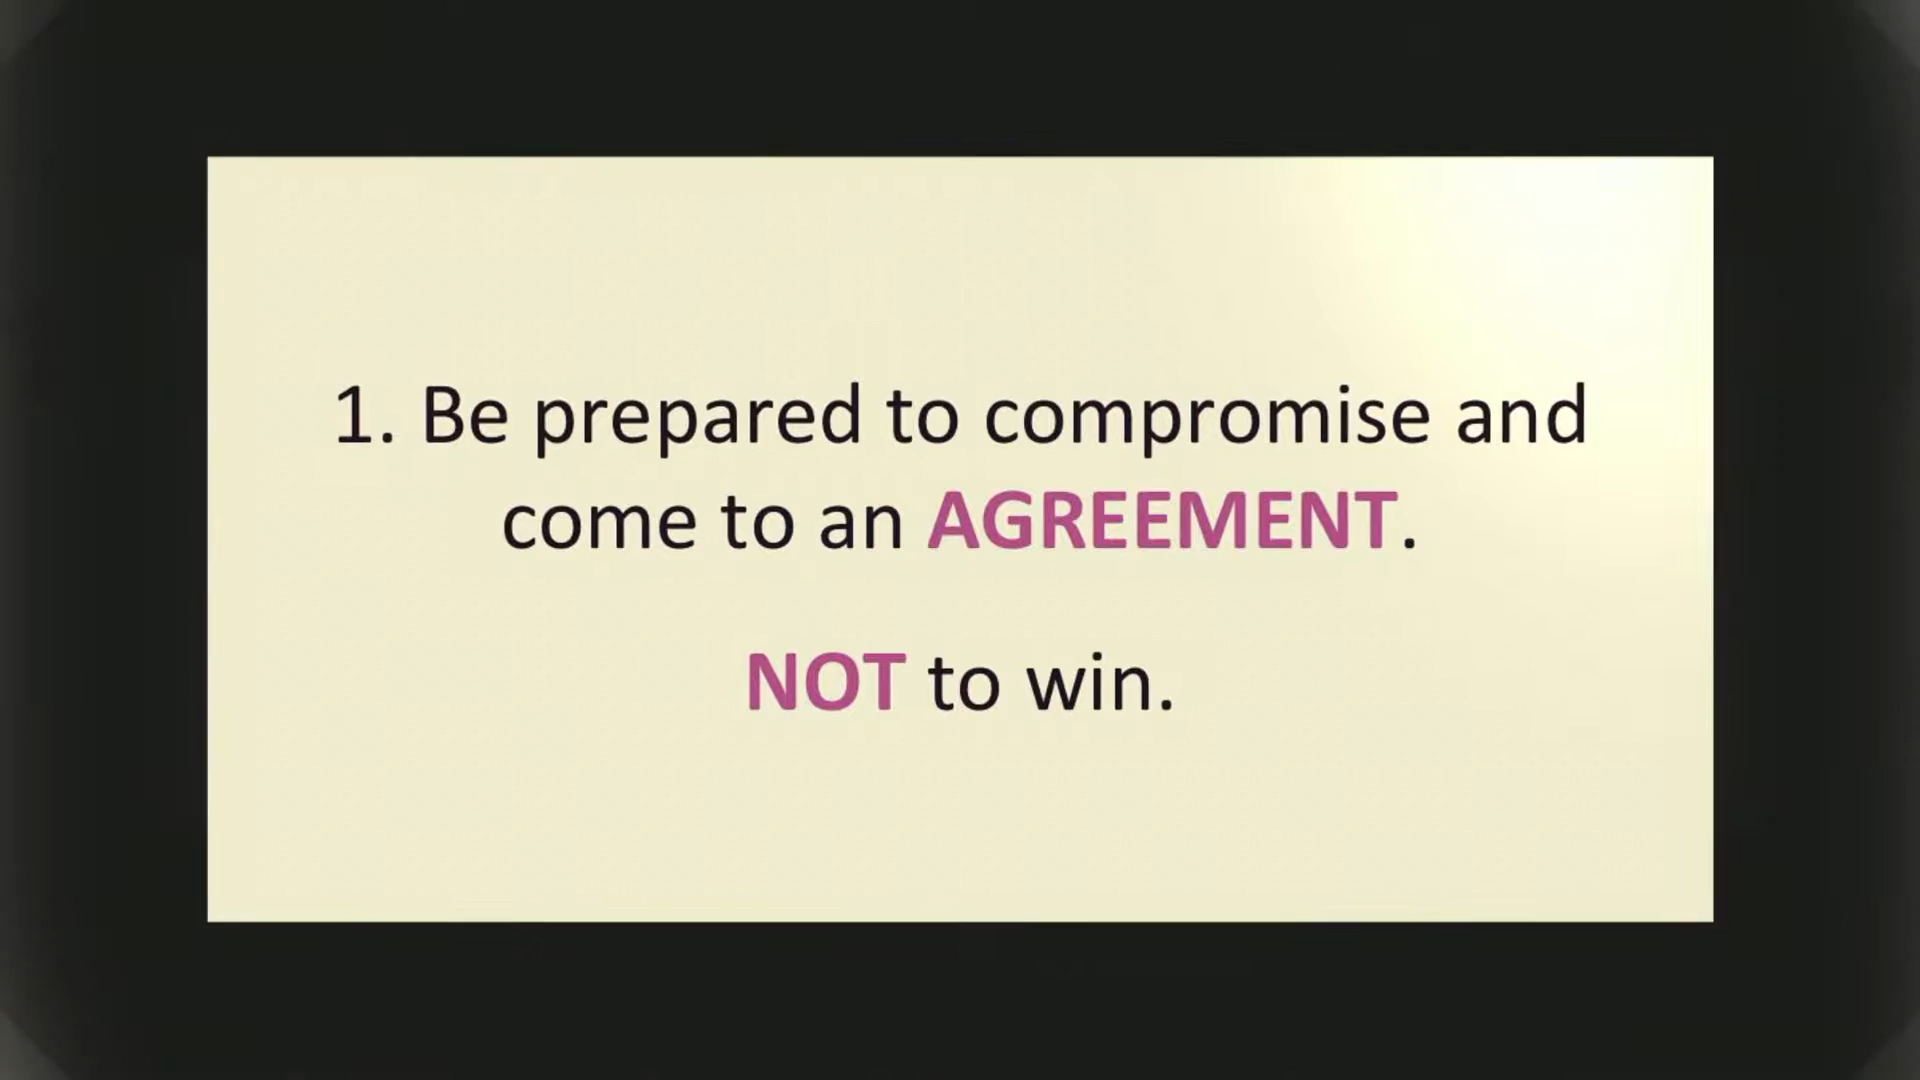 1. Be prepared to compromise and
come to an AGREEMENT.
NOT to win.